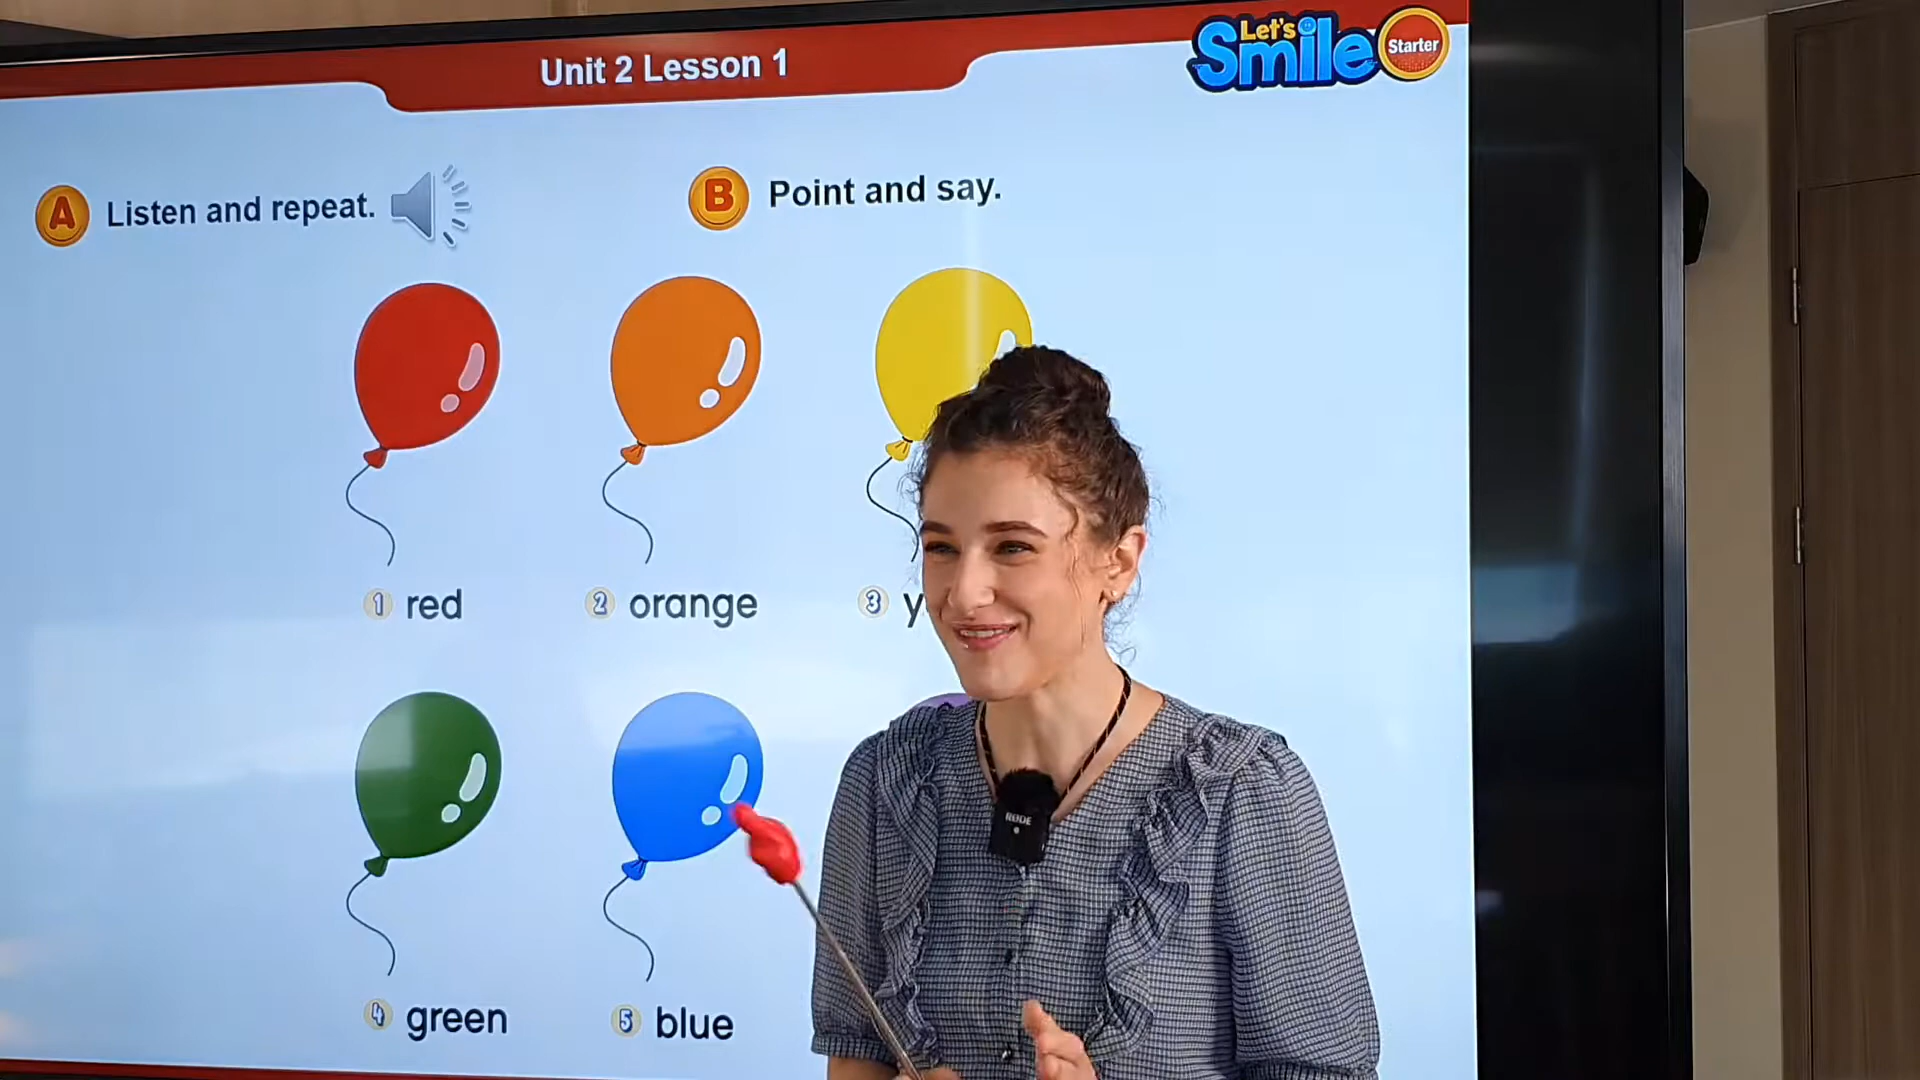 Unit 2 Lesson 1
Let's
Smile
Starter
A Listen and repeat.
B Point and say.
1 red
2 orange
3 y
4 green
5 blue
RØDE